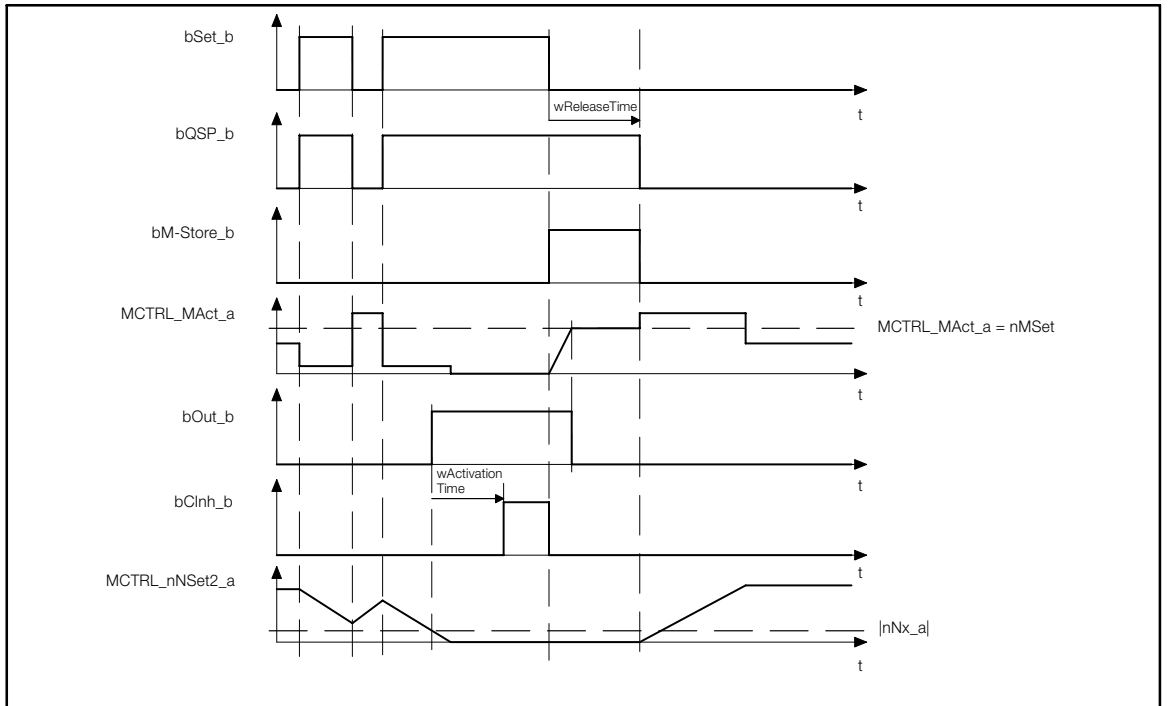 bSet_b
wReleaseTime
t
bQSP_b
t
bM-Store_b
t
MCTRL_MAct_a
MCTRL_MAct_a = nMSet
t
bOut_b
t
wActivation
Time
bCInh_b
t
MCTRL_nNSet2_a
|nNx_a|
t